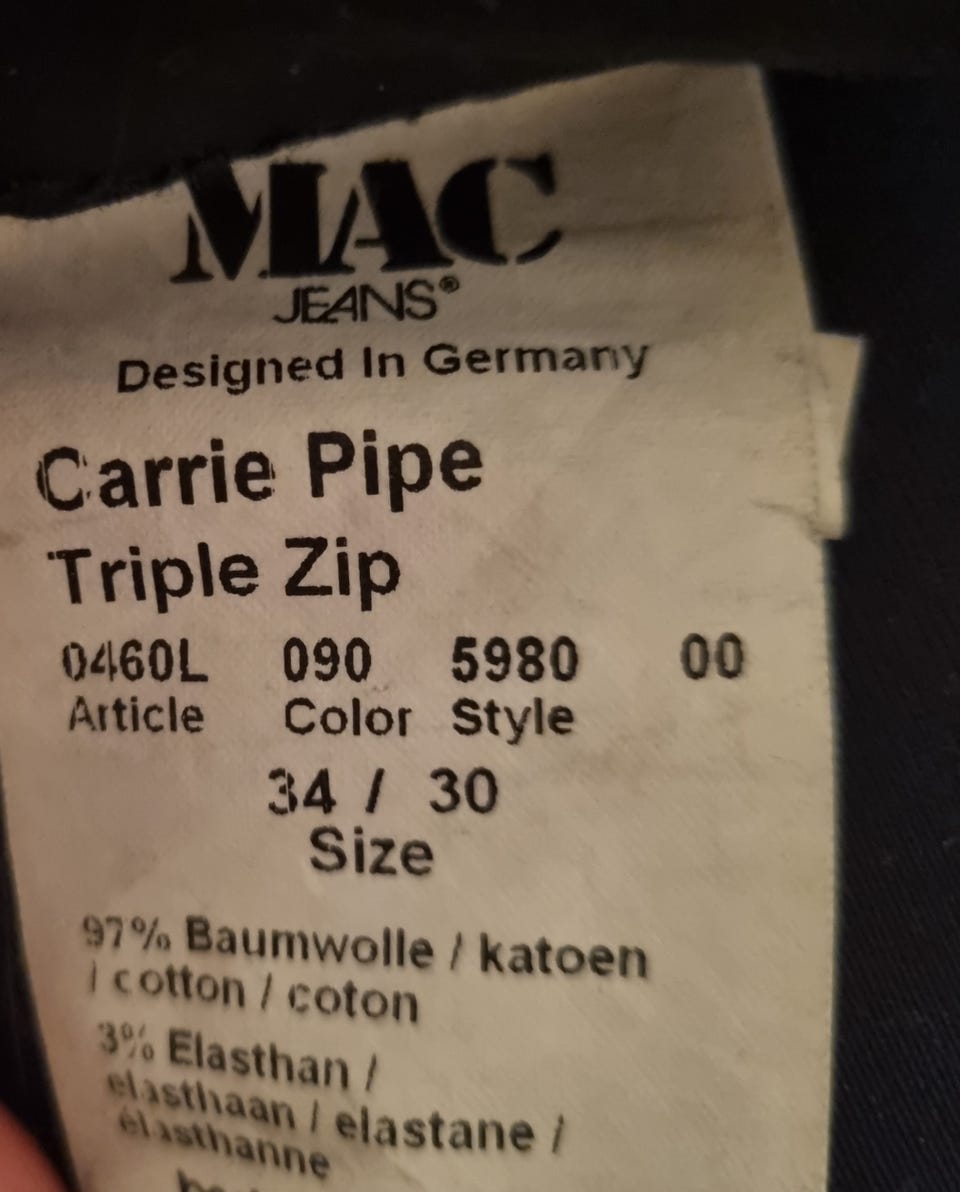 MAC
JEANS®
Designed In Germany
Carrie Pipe
Triple Zip
0460L 090 5980 00
Article Color Style
34 / 30
Size
97% Baumwolle / katoen
/ cotton / coton
3% Elasthan /
elasthaan / elastane /
élasthanne